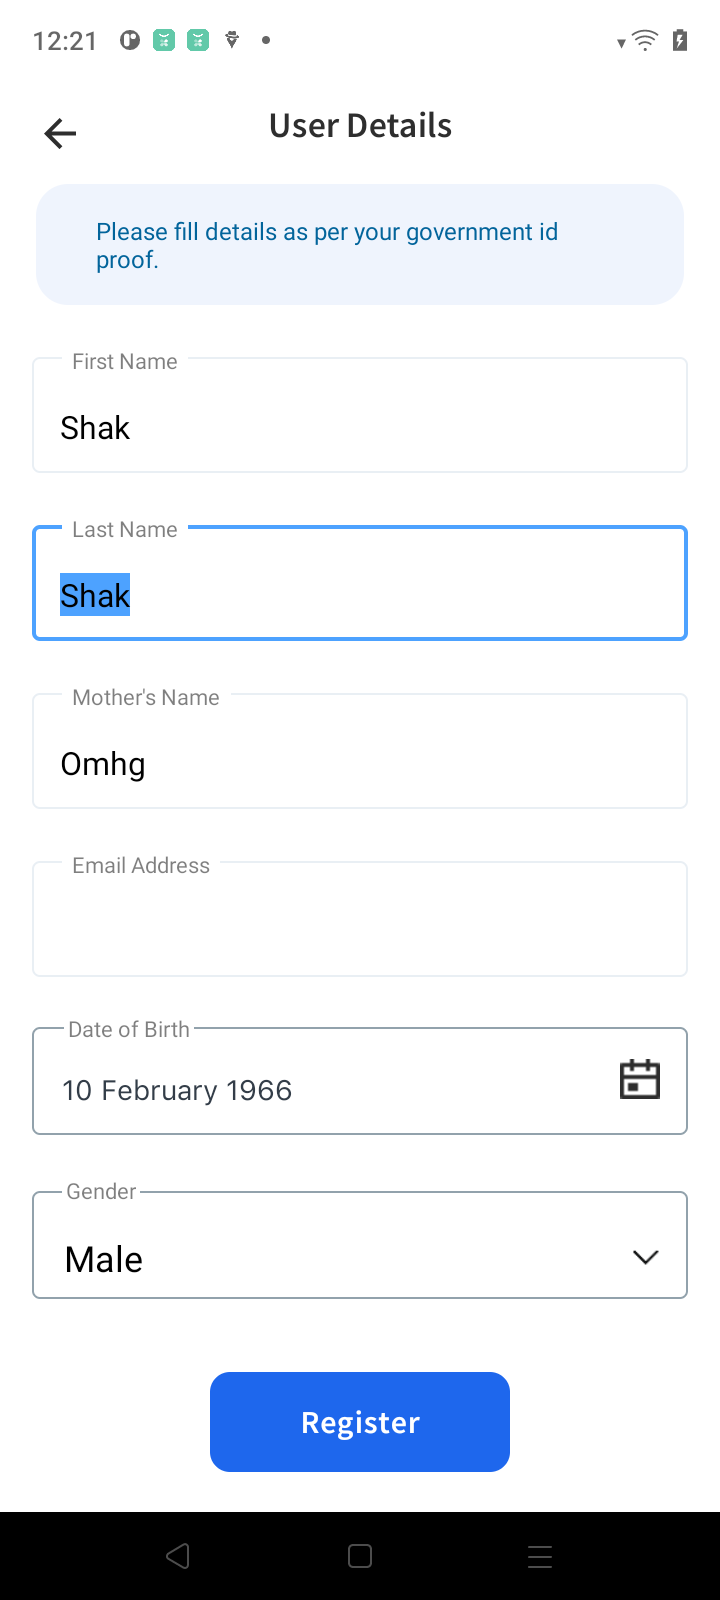 12:21
User Details
Please fill details as per your government id
proof.
First Name
Shak
Last Name
Shak
Mother's Name
Omhg
Email Address
Date of Birth
10 February 1966
Gender
Male
Register